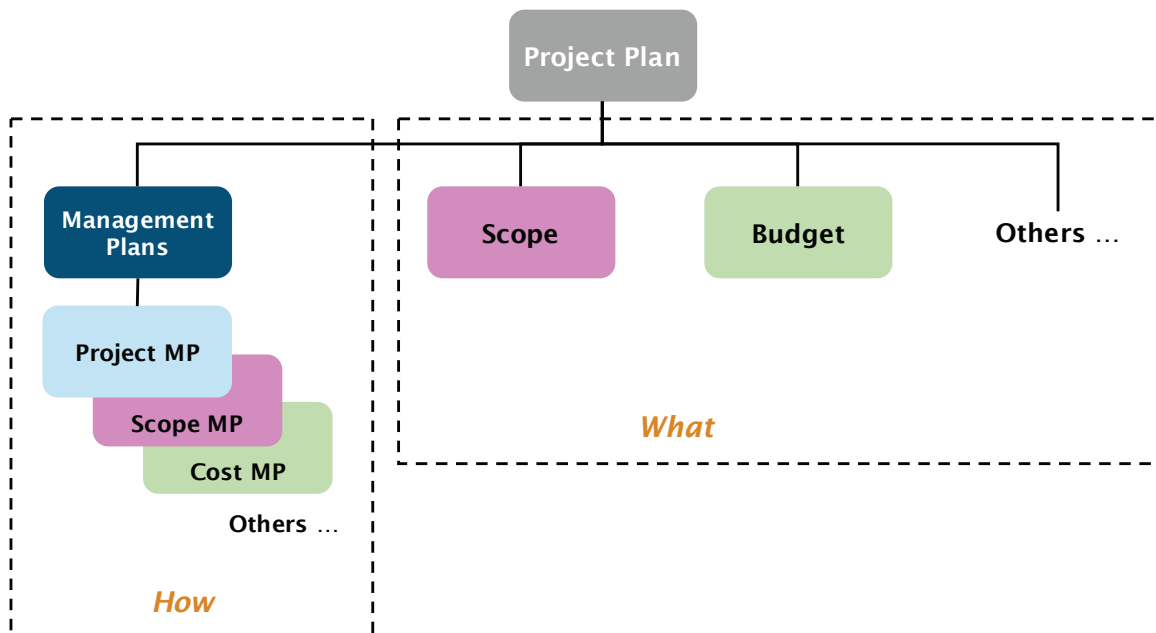 Project Plan
Management
Plans
Scope
Budget
Others …
Project MP
Scope MP
Cost MP
Others …
What
How